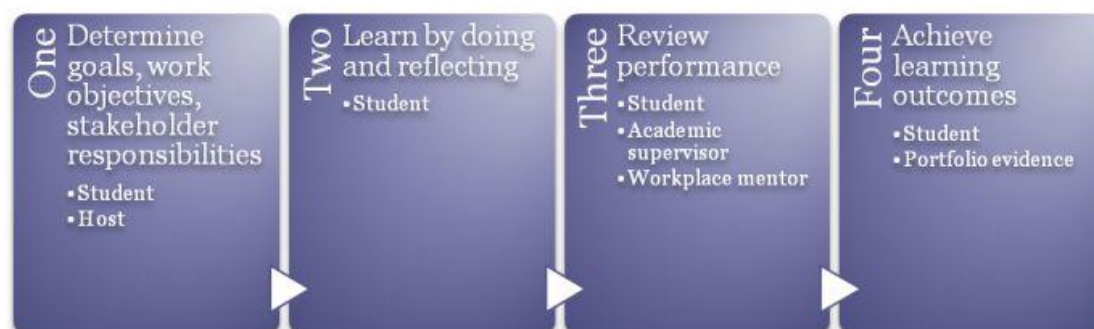 One
Determine
goals, work
objectives,
stakeholder
responsibilities
▪Student
▪Host
Two
Learn by doing
and reflecting
▪Student
Three
Review
performance
▪Student
▪Academic
supervisor
▪Workplace mentor
Four
Achieve
learning
outcomes
▪Student
▪Portfolio evidence